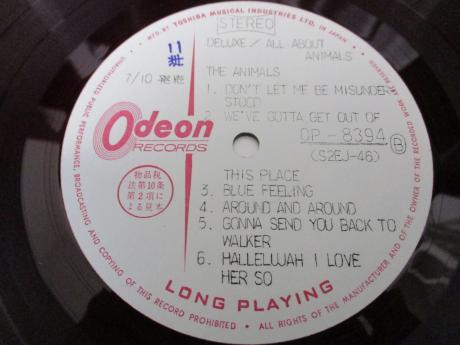 MFD BY TOSHIBA MUSICAL INDUSTRIES LTD. IN JAPAN
STEREO
DELUXE / ALL ABOUT
ANIMALS
7/10 発売
THE ANIMALS
1. DON'T LET ME BE MISUNDER
STOOD
2. WE'VE GOTTA GET OUT OF
Odeon
RECORDS
OP-8394 B
(S2EJ-46)
THIS PLACE
物品税
法第10条
第2項に
よる見本
3. BLUE FEELING
4. AROUND AND AROUND
5. GONNA SEND YOU BACK TO
WALKER
6. HALLELUJAH I LOVE
HER SO
LONG PLAYING
UNAUTHORIZED PUBLIC PERFORMANCE, BROADCASTING AND COPYING OF THIS RECORD PROHIBITED • ALL RIGHTS OF THE MANUFACTURER AND OF THE OWNER OF THE RECORDED WORK RESERVED